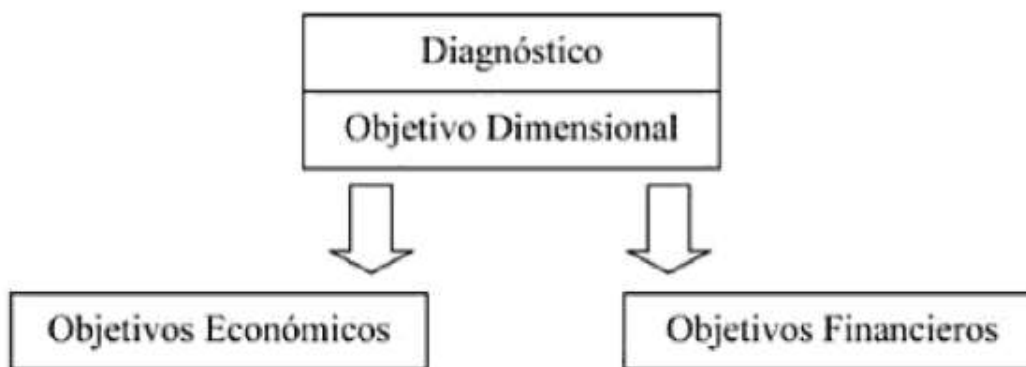 Diagnóstico
Objetivo Dimensional
Objetivos Económicos
Objetivos Financieros